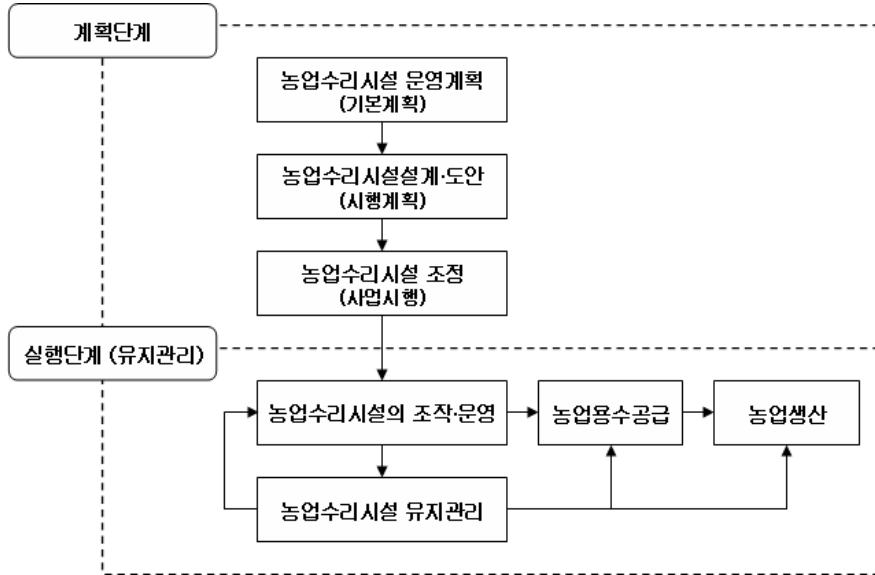 계획단계
농업수리시설 운영계획
(기본계획)
농업수리시설설계·도안
(시행계획)
농업수리시설 조정
(사업시행)
실행단계 (유지관리)
농업수리시설의 조작·운영
농업용수공급
농업생산
농업수리시설 유지관리